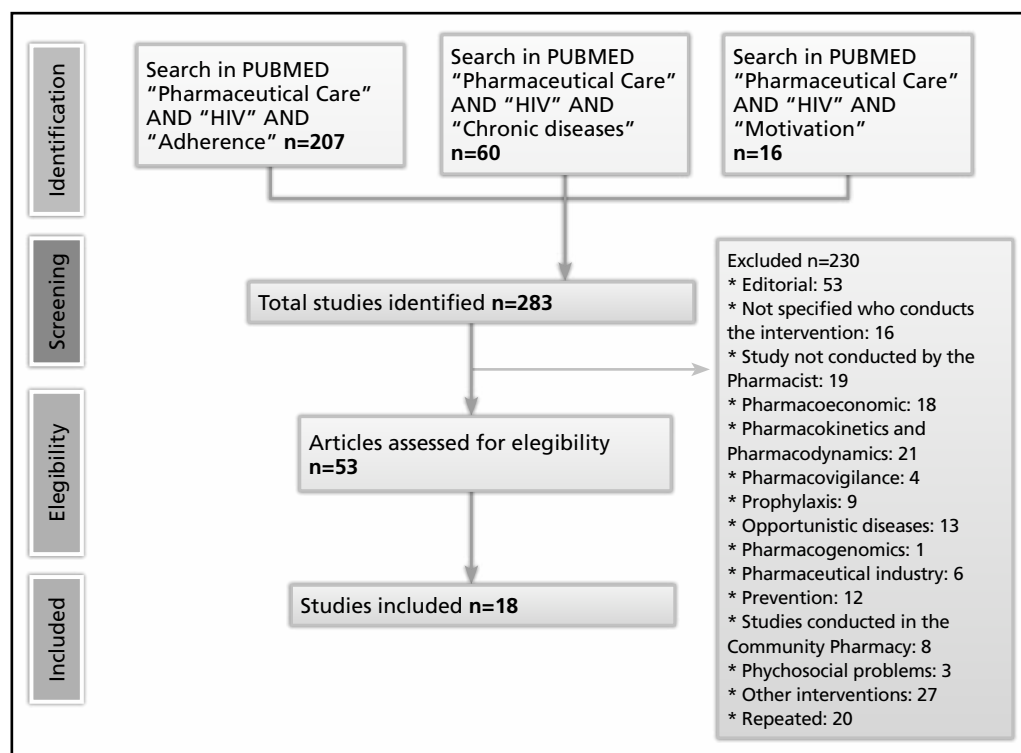 Identification
Search in PUBMED
“Pharmaceutical Care”
AND “HIV” AND
“Adherence” n=207
Search in PUBMED
“Pharmaceutical Care”
AND “HIV” AND
“Chronic diseases”
n=60
Search in PUBMED
“Pharmaceutical Care”
AND “HIV” AND
“Motivation”
n=16
Screening
Total studies identified n=283
Excluded n=230
* Editorial: 53
* Not specified who conducts
the intervention: 16
* Study not conducted by the
Pharmacist: 19
* Pharmacoeconomic: 18
* Pharmacokinetics and
Pharmacodynamics: 21
* Pharmacovigilance: 4
* Prophylaxis: 9
* Opportunistic diseases: 13
* Pharmacogenomics: 1
* Pharmaceutical industry: 6
* Prevention: 12
* Studies conducted in the
Community Pharmacy: 8
* Phychosocial problems: 3
* Other interventions: 27
* Repeated: 20
Elegibility
Articles assessed for elegibility
n=53
Included
Studies included n=18